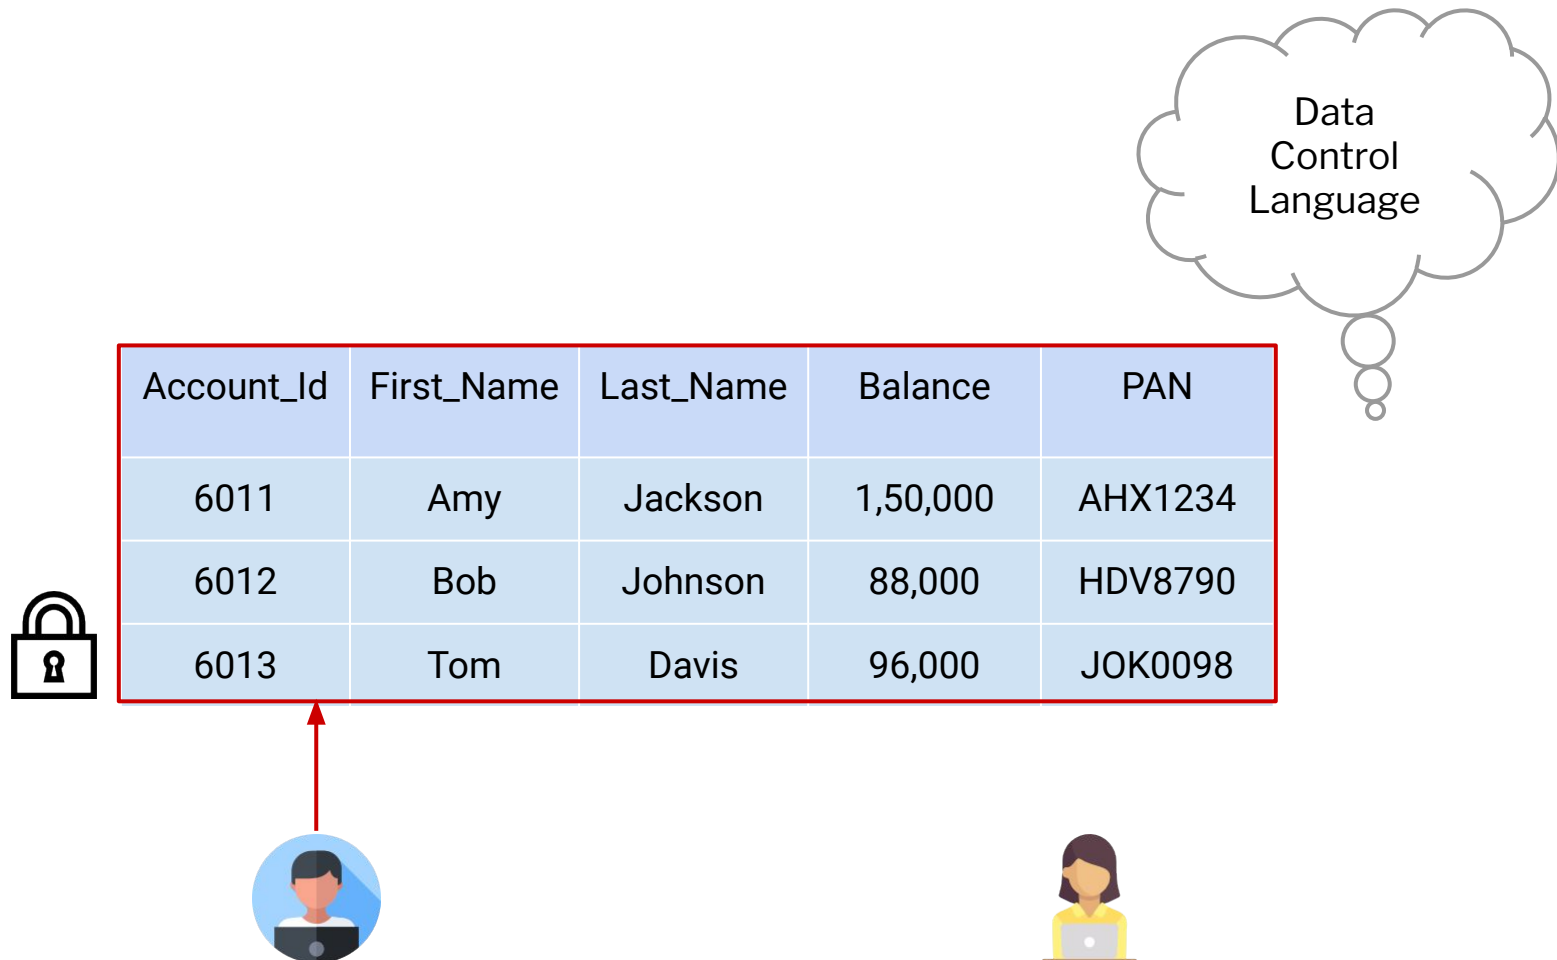 Data
Control
Language
Account_Id First_Name Last_Name Balance PAN
6011 Amy Jackson 1,50,000 AHX1234
6012 Bob Johnson 88,000 HDV8790
6013 Tom Davis 96,000 JOK0098